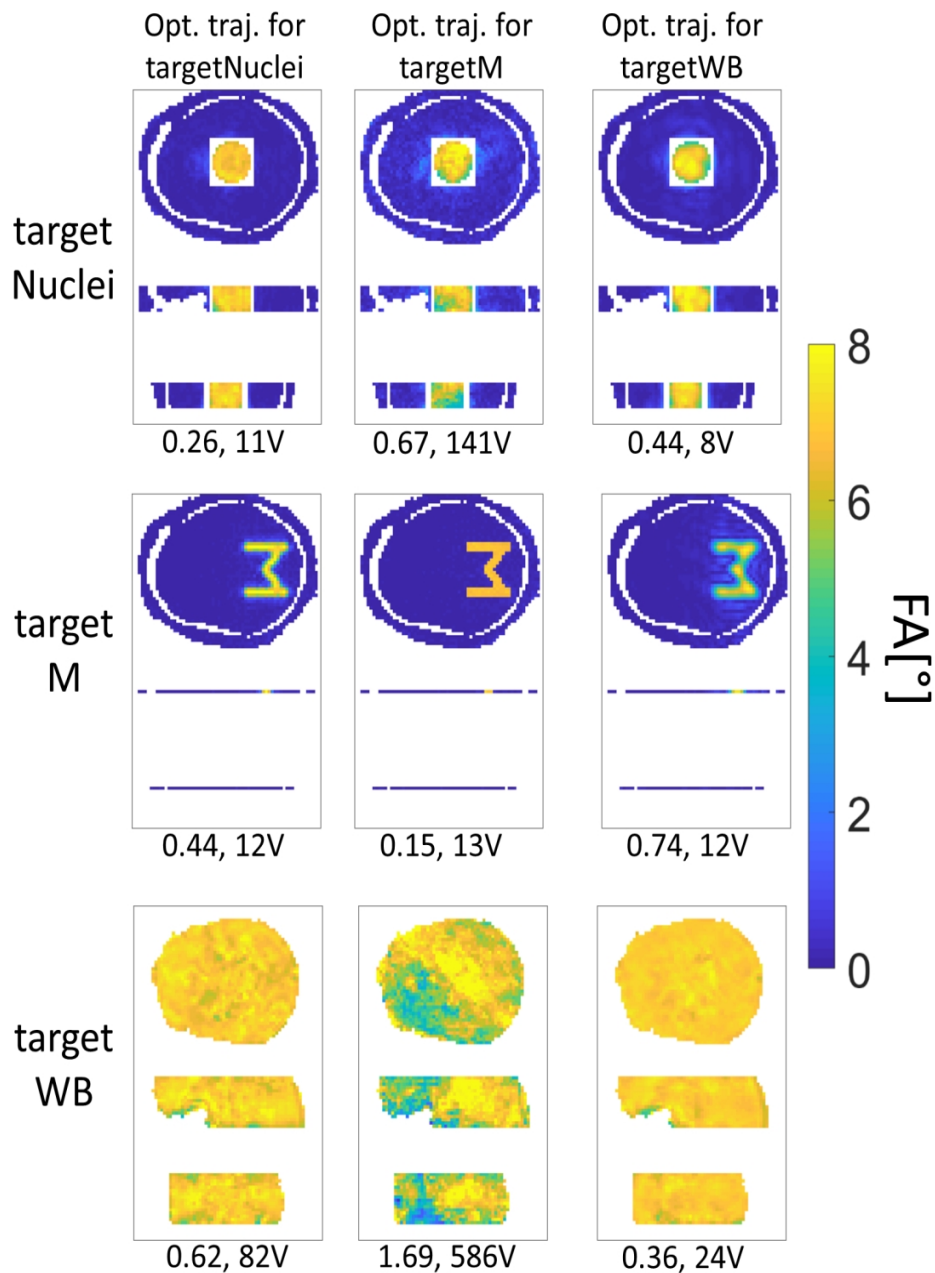 Opt. traj. for Opt. traj. for Opt. traj. for
targetNuclei targetM targetWB
target
Nuclei
0.26, 11V 0.67, 141V 0.44, 8V
target
M
0.44, 12V 0.15, 13V 0.74, 12V
target
WB
0.62, 82V 1.69, 586V 0.36, 24V
8
6
4
2
0
FA[°]